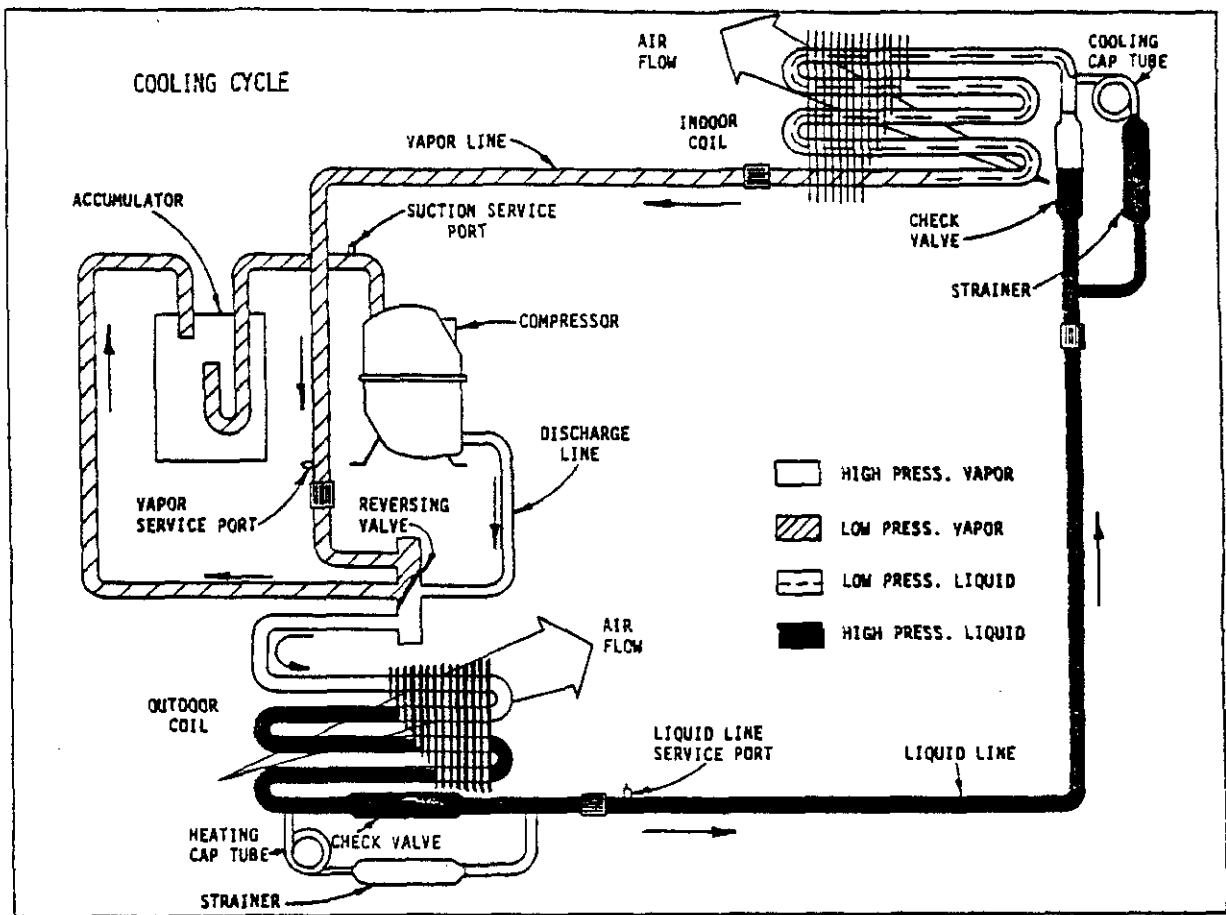 COOLING CYCLE
AIR
FLOW
COOLING
CAP TUBE
INDOOR
COIL
VAPOR LINE
ACCUMULATOR
SUCTION SERVICE
PORT
CHECK
VALVE
STRAINER
COMPRESSOR
DISCHARGE
LINE
VAPOR
SERVICE PORT
REVERSING
VALVE
HIGH PRESS. VAPOR
LOW PRESS. VAPOR
LOW PRESS. LIQUID
HIGH PRESS. LIQUID
AIR
FLOW
OUTDOOR
COIL
LIQUID LINE
SERVICE PORT
LIQUID LINE
HEATING
CAP TUBE
CHECK VALVE
STRAINER